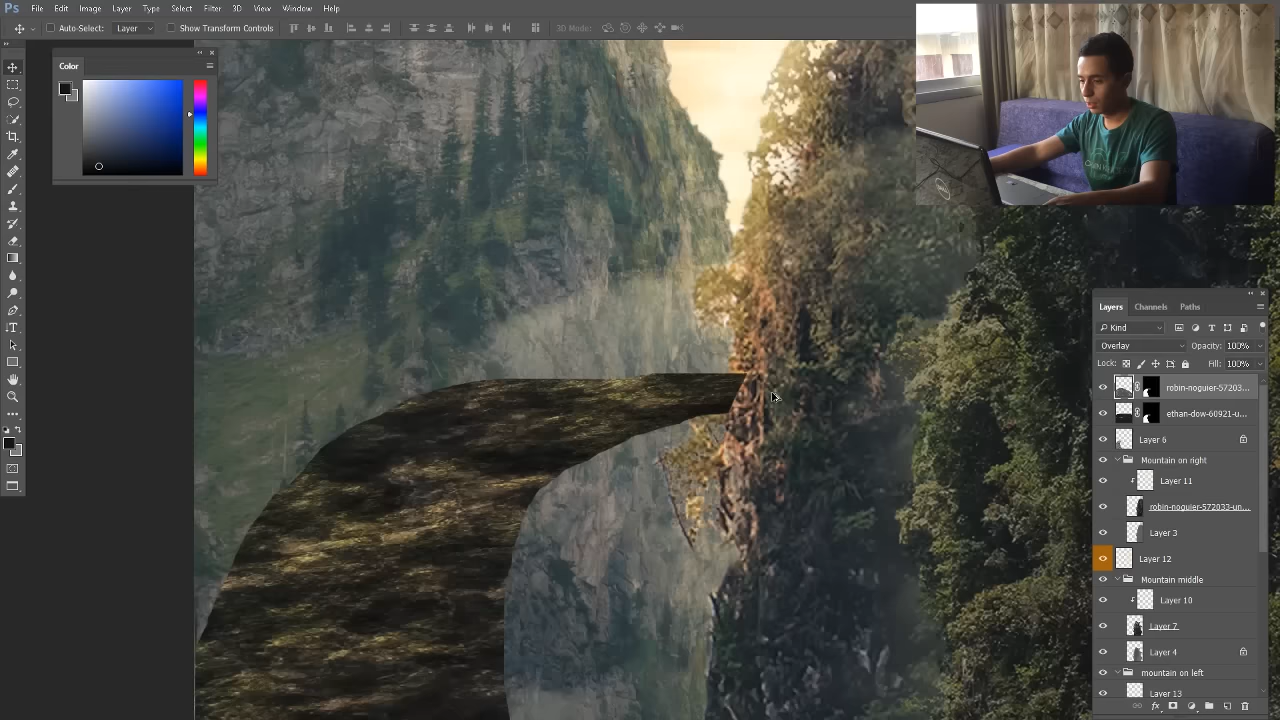 Ps File Edit Image Layer Type Select Filter 3D View Window Help
Auto-Select: Layer Show Transform Controls 3D Mode:
Color
Layers Channels Paths
Kind
Overlay Opacity: 100%
Lock: Fill: 100%
robin-noguier-57203...
ethan-dow-60921-u...
Layer 6
Mountain on right
Layer 11
robin-noguier-572033-un...
Layer 3
Layer 12
Mountain middle
Layer 10
Layer 7
Layer 4
mountain on left
Layer 13
fx